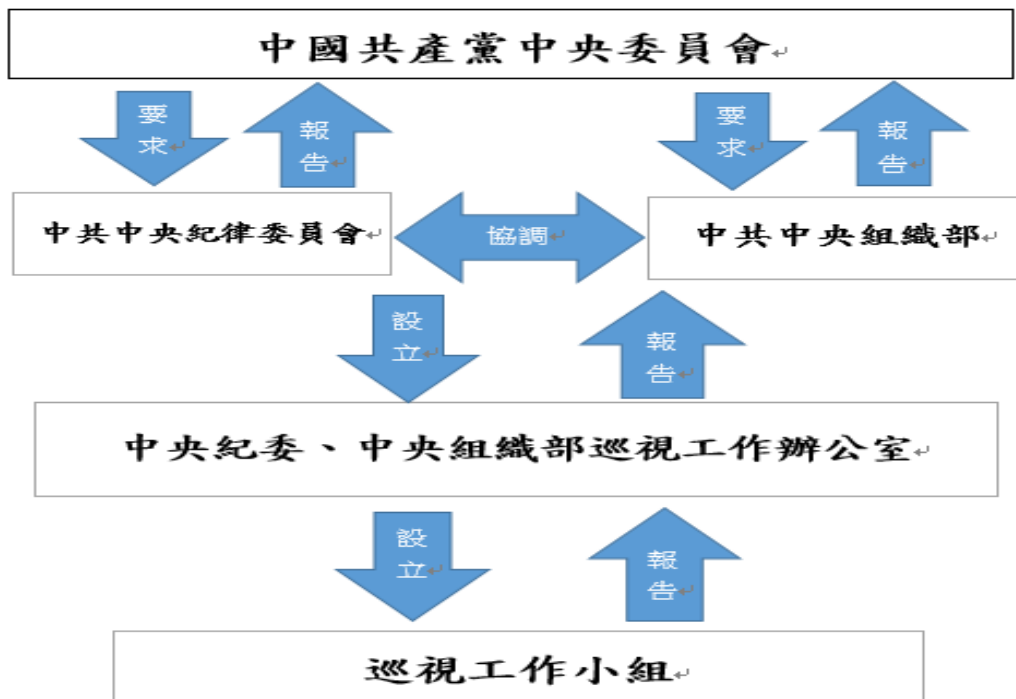 中國共產黨中央委員會
要求
報告
要求
報告
中共中央紀律委員會
協調
中共中央組織部
設立
報告
中央紀委、中央組織部巡視工作辦公室
設立
報告
巡視工作小組